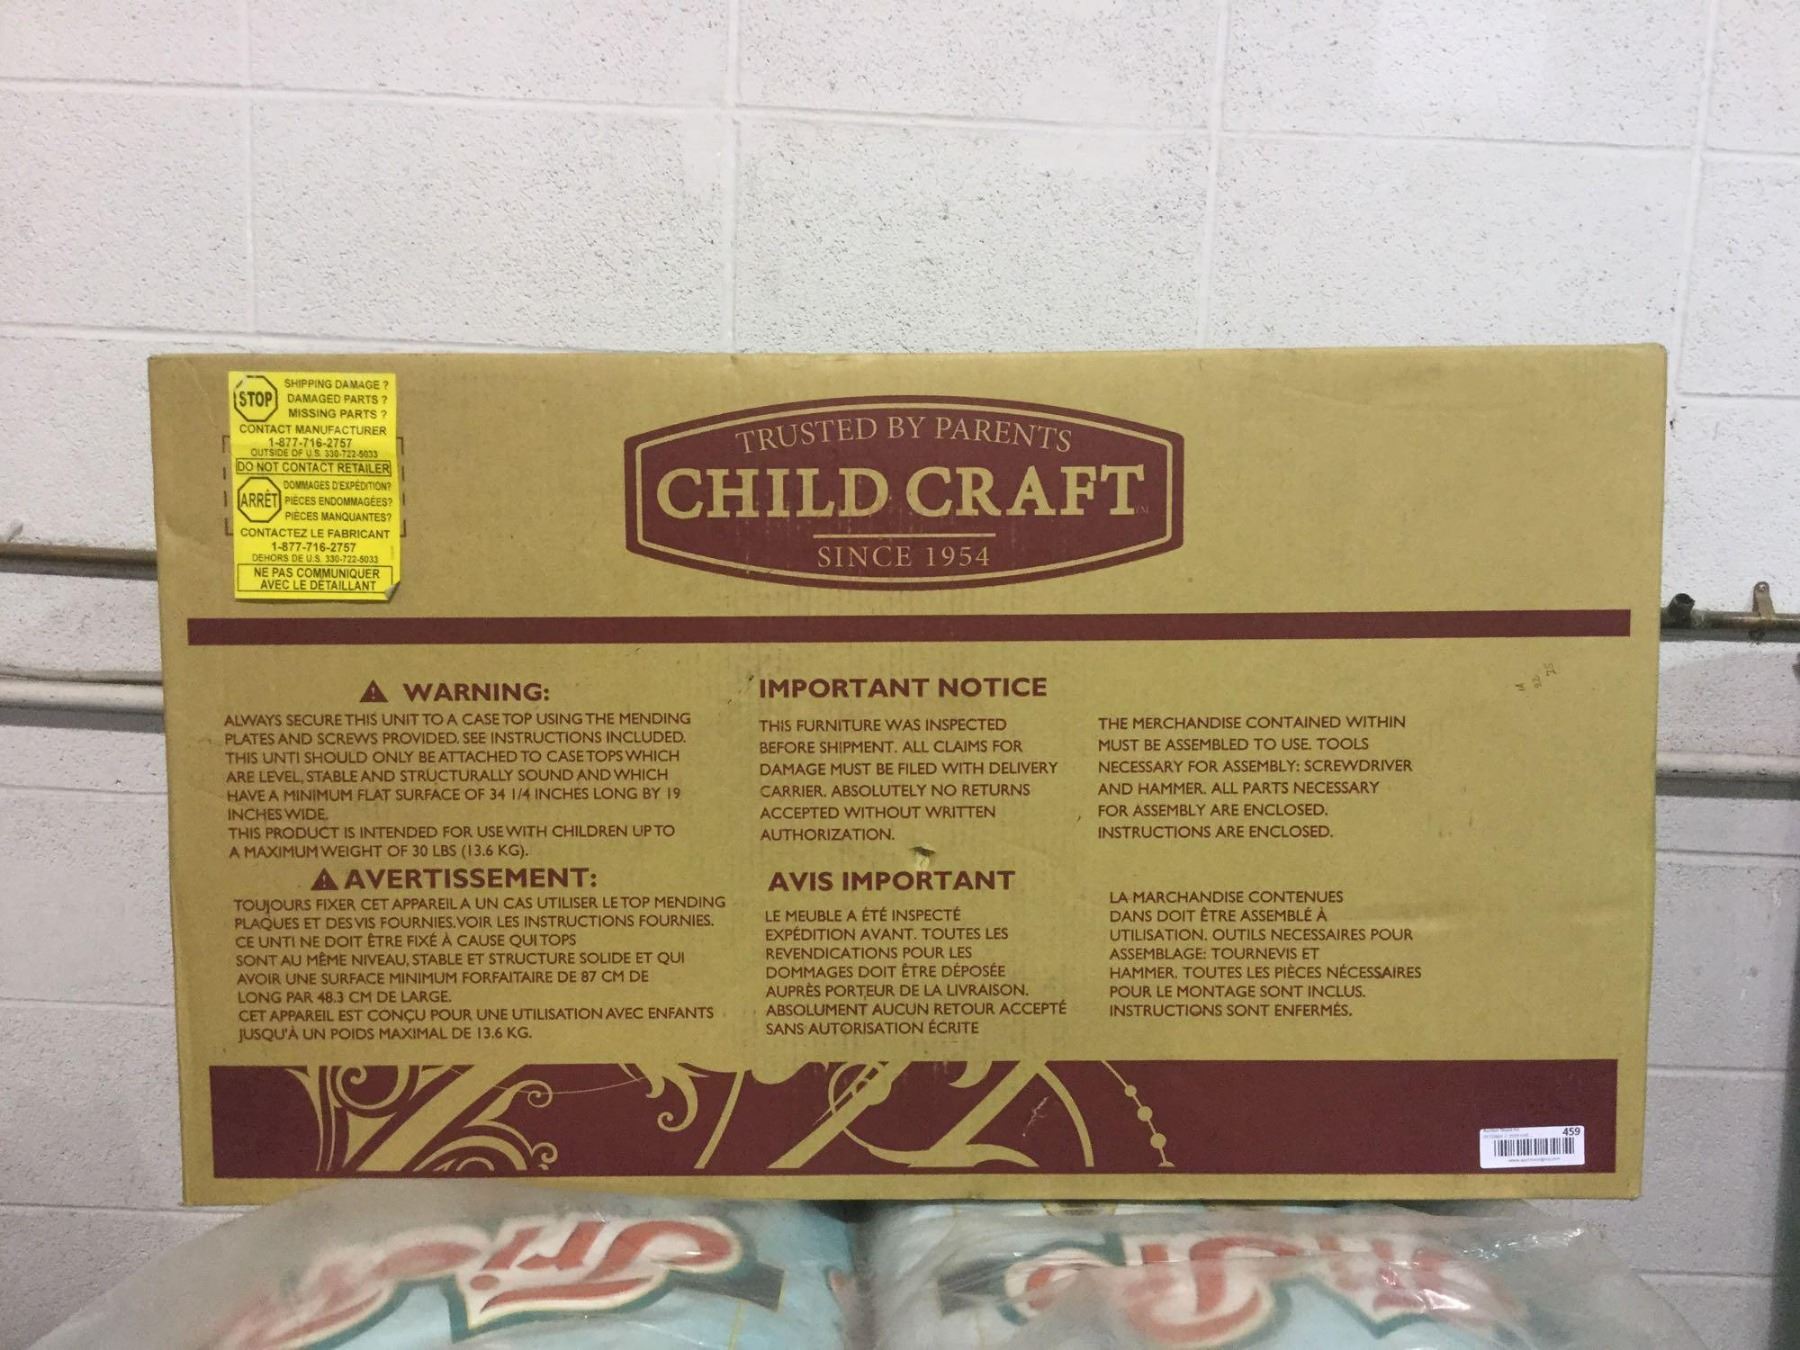 STOP
SHIPPING DAMAGE ?
DAMAGED PARTS ?
MISSING PARTS ?
CONTACT MANUFACTURER
1-877-716-2757
OUTSIDE OF U.S. 330-722-5033
DO NOT CONTACT RETAILER
ARRÊT
DOMMAGES D'EXPÉDITION?
PIÈCES ENDOMMAGÉES?
PIÈCES MANQUANTES?
CONTACTEZ LE FABRICANT
1-877-716-2757
DEHORS DE U.S. 330-722-5033
NE PAS COMMUNIQUER
AVEC LE DÉTAILLANT
TRUSTED BY PARENTS
CHILD CRAFT™
SINCE 1954
WARNING:
ALWAYS SECURE THIS UNIT TO A CASE TOP USING THE MENDING
PLATES AND SCREWS PROVIDED. SEE INSTRUCTIONS INCLUDED.
THIS UNTI SHOULD ONLY BE ATTACHED TO CASE TOPS WHICH
ARE LEVEL, STABLE AND STRUCTURALLY SOUND AND WHICH
HAVE A MINIMUM FLAT SURFACE OF 34 1/4 INCHES LONG BY 19
INCHES WIDE.
THIS PRODUCT IS INTENDED FOR USE WITH CHILDREN UP TO
A MAXIMUM WEIGHT OF 30 LBS (13.6 KG).
AVERTISSEMENT:
TOUJOURS FIXER CET APPAREIL A UN CAS UTILISER LE TOP MENDING
PLAQUES ET DES VIS FOURNIES. VOIR LES INSTRUCTIONS FOURNIES.
CE UNTI NE DOIT ÊTRE FIXÉ À CAUSE QUI TOPS
SONT AU MÊME NIVEAU, STABLE ET STRUCTURE SOLIDE ET QUI
AVOIR UNE SURFACE MINIMUM FORFAITAIRE DE 87 CM DE
LONG PAR 48.3 CM DE LARGE.
CET APPAREIL EST CONÇU POUR UNE UTILISATION AVEC ENFANTS
JUSQU'À UN POIDS MAXIMAL DE 13.6 KG.
IMPORTANT NOTICE
THIS FURNITURE WAS INSPECTED
BEFORE SHIPMENT. ALL CLAIMS FOR
DAMAGE MUST BE FILED WITH DELIVERY
CARRIER. ABSOLUTELY NO RETURNS
ACCEPTED WITHOUT WRITTEN
AUTHORIZATION.
THE MERCHANDISE CONTAINED WITHIN
MUST BE ASSEMBLED TO USE. TOOLS
NECESSARY FOR ASSEMBLY: SCREWDRIVER
AND HAMMER. ALL PARTS NECESSARY
FOR ASSEMBLY ARE ENCLOSED.
INSTRUCTIONS ARE ENCLOSED.
AVIS IMPORTANT
LE MEUBLE A ÉTÉ INSPECTÉ
EXPÉDITION AVANT. TOUTES LES
REVENDICATIONS POUR LES
DOMMAGES DOIT ÊTRE DÉPOSÉE
AUPRÈS PORTEUR DE LA LIVRAISON.
ABSOLUMENT AUCUN RETOUR ACCEPTÉ
SANS AUTORISATION ÉCRITE
LA MARCHANDISE CONTENUES
DANS DOIT ÊTRE ASSEMBLÉ À
UTILISATION. OUTILS NECESSAIRES POUR
ASSEMBLAGE: TOURNEVIS ET
HAMMER. TOUTES LES PIÈCES NÉCESSAIRES
POUR LE MONTAGE SONT INCLUS.
INSTRUCTIONS SONT ENFERMÉS.
459